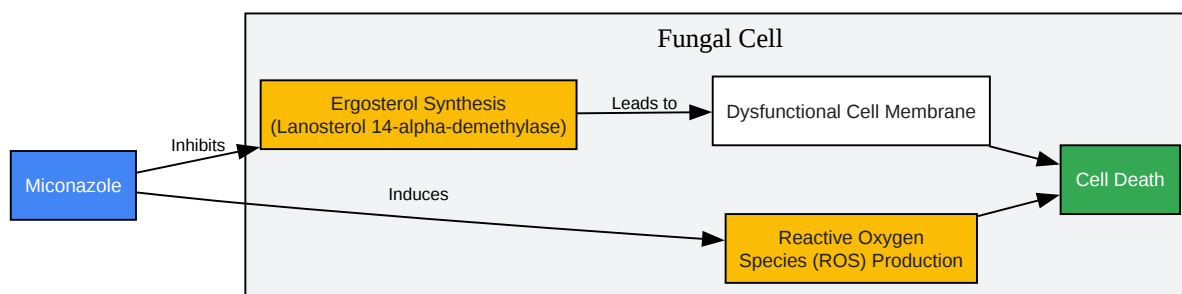 Fungal Cell
Ergosterol Synthesis
(Lanosterol 14-alpha-demethylase)
Leads to
Dysfunctional Cell Membrane
Inhibits
Miconazole
Cell Death
Induces
Reactive Oxygen
Species (ROS) Production